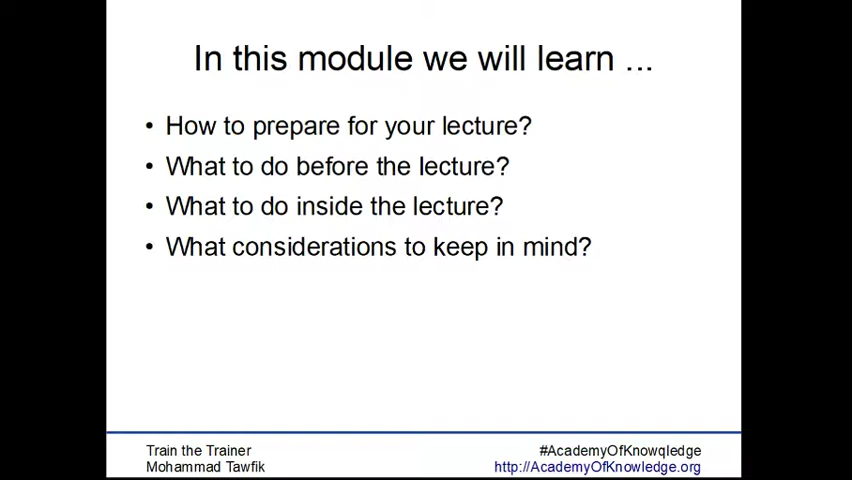 In this module we will learn ...
• How to prepare for your lecture?
• What to do before the lecture?
• What to do inside the lecture?
• What considerations to keep in mind?
Train the Trainer
Mohammad Tawfik
#AcademyOfKnowqledge
http://AcademyOfKnowledge.org